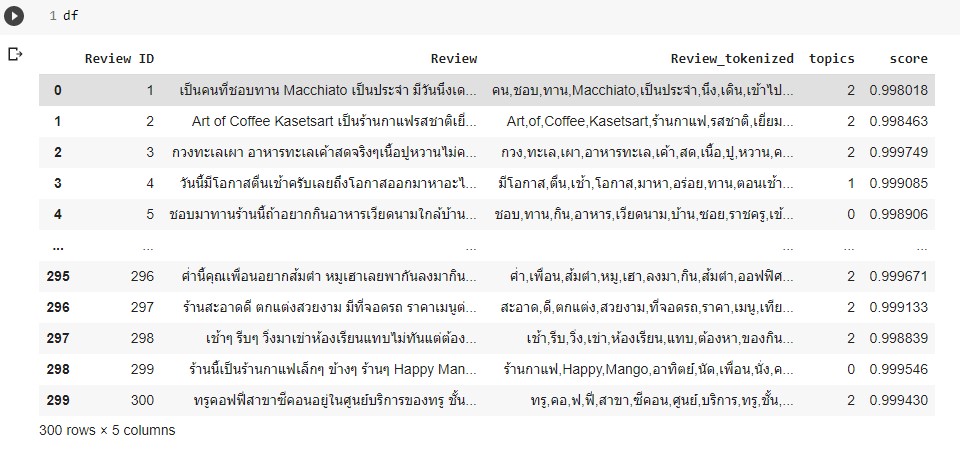 1 df
Review ID Review Review_tokenized topics score
0 1 เป็นคนที่ชอบทาน Macchiato เป็นประจำ มีวันนึงเด... คน,ชอบ,ทาน,Macchiato,เป็นประจำ,นึง,เดิน,เข้าไป... 2 0.998018
1 2 Art of Coffee Kasetsart เป็นร้านกาแฟรสชาติเยี่... Art,of,Coffee,Kasetsart,ร้านกาแฟ,รสชาติ,เยี่ยม... 2 0.998463
2 3 กวงทะเลเผา อาหารทะเลเค้าสดจริงๆเนื้อปูหวานไม่ค... กวง,ทะเล,เผา,อาหารทะเล,เค้า,สด,เนื้อ,ปู,หวาน,ค... 2 0.999749
3 4 วันนี้มีโอกาสตื่นเช้าครับเลยถึงโอกาสออกมาหาอะไ... มีโอกาส,ตื่น,เช้า,โอกาส,มาหา,อร่อย,ทาน,ตอนเช้า... 1 0.999085
4 5 ชอบมาทานร้านนี้ถ้าอยากกินอาหารเวียดนามใกล้บ้าน... ชอบ,ทาน,กิน,อาหาร,เวียดนาม,บ้าน,ซอย,ราชครู,เข้... 0 0.998906
... ... ... ... ... ...
295 296 ค่ำนี้คุณเพื่อนอยากส้มตำ หมูเฮาเลยพากันลงมากิน... ค่ำ,เพื่อน,ส้มตำ,หมู,เฮา,ลงมา,กิน,ส้มตำ,ออฟฟิศ... 2 0.999671
296 297 ร้านสะอาดดี ตกแต่งสวยงาม มีที่จอดรถ ราคาเมนูต่... สะอาด,ดี,ตกแต่ง,สวยงาม,ที่จอดรถ,ราคา,เมนู,เทีย... 2 0.999133
297 298 เช้าๆ รีบๆ วิ่งมาเข่าห้องเรียนแทบไม่ทันแต่ต้อง... เช้า,รีบ,วิ่ง,เข่า,ห้องเรียน,แทบ,ต้องหา,ของกิน... 2 0.998839
298 299 ร้านนี้เป็นร้านกาแฟเล็กๆ ข้างๆ ร้านๆ Happy Man... ร้านกาแฟ,Happy,Mango,อาทิตย์,นัด,เพื่อน,นั่ง,ค... 0 0.999546
299 300 ทรูคอฟฟี่สาขาซีคอนอยู่ในศูนย์บริการของทรู ชั้น... ทรู,คอ,ฟ,ฟี่,สาขา,ซีคอน,ศูนย์,บริการ,ทรู,ชั้น,... 2 0.999430
300 rows × 5 columns